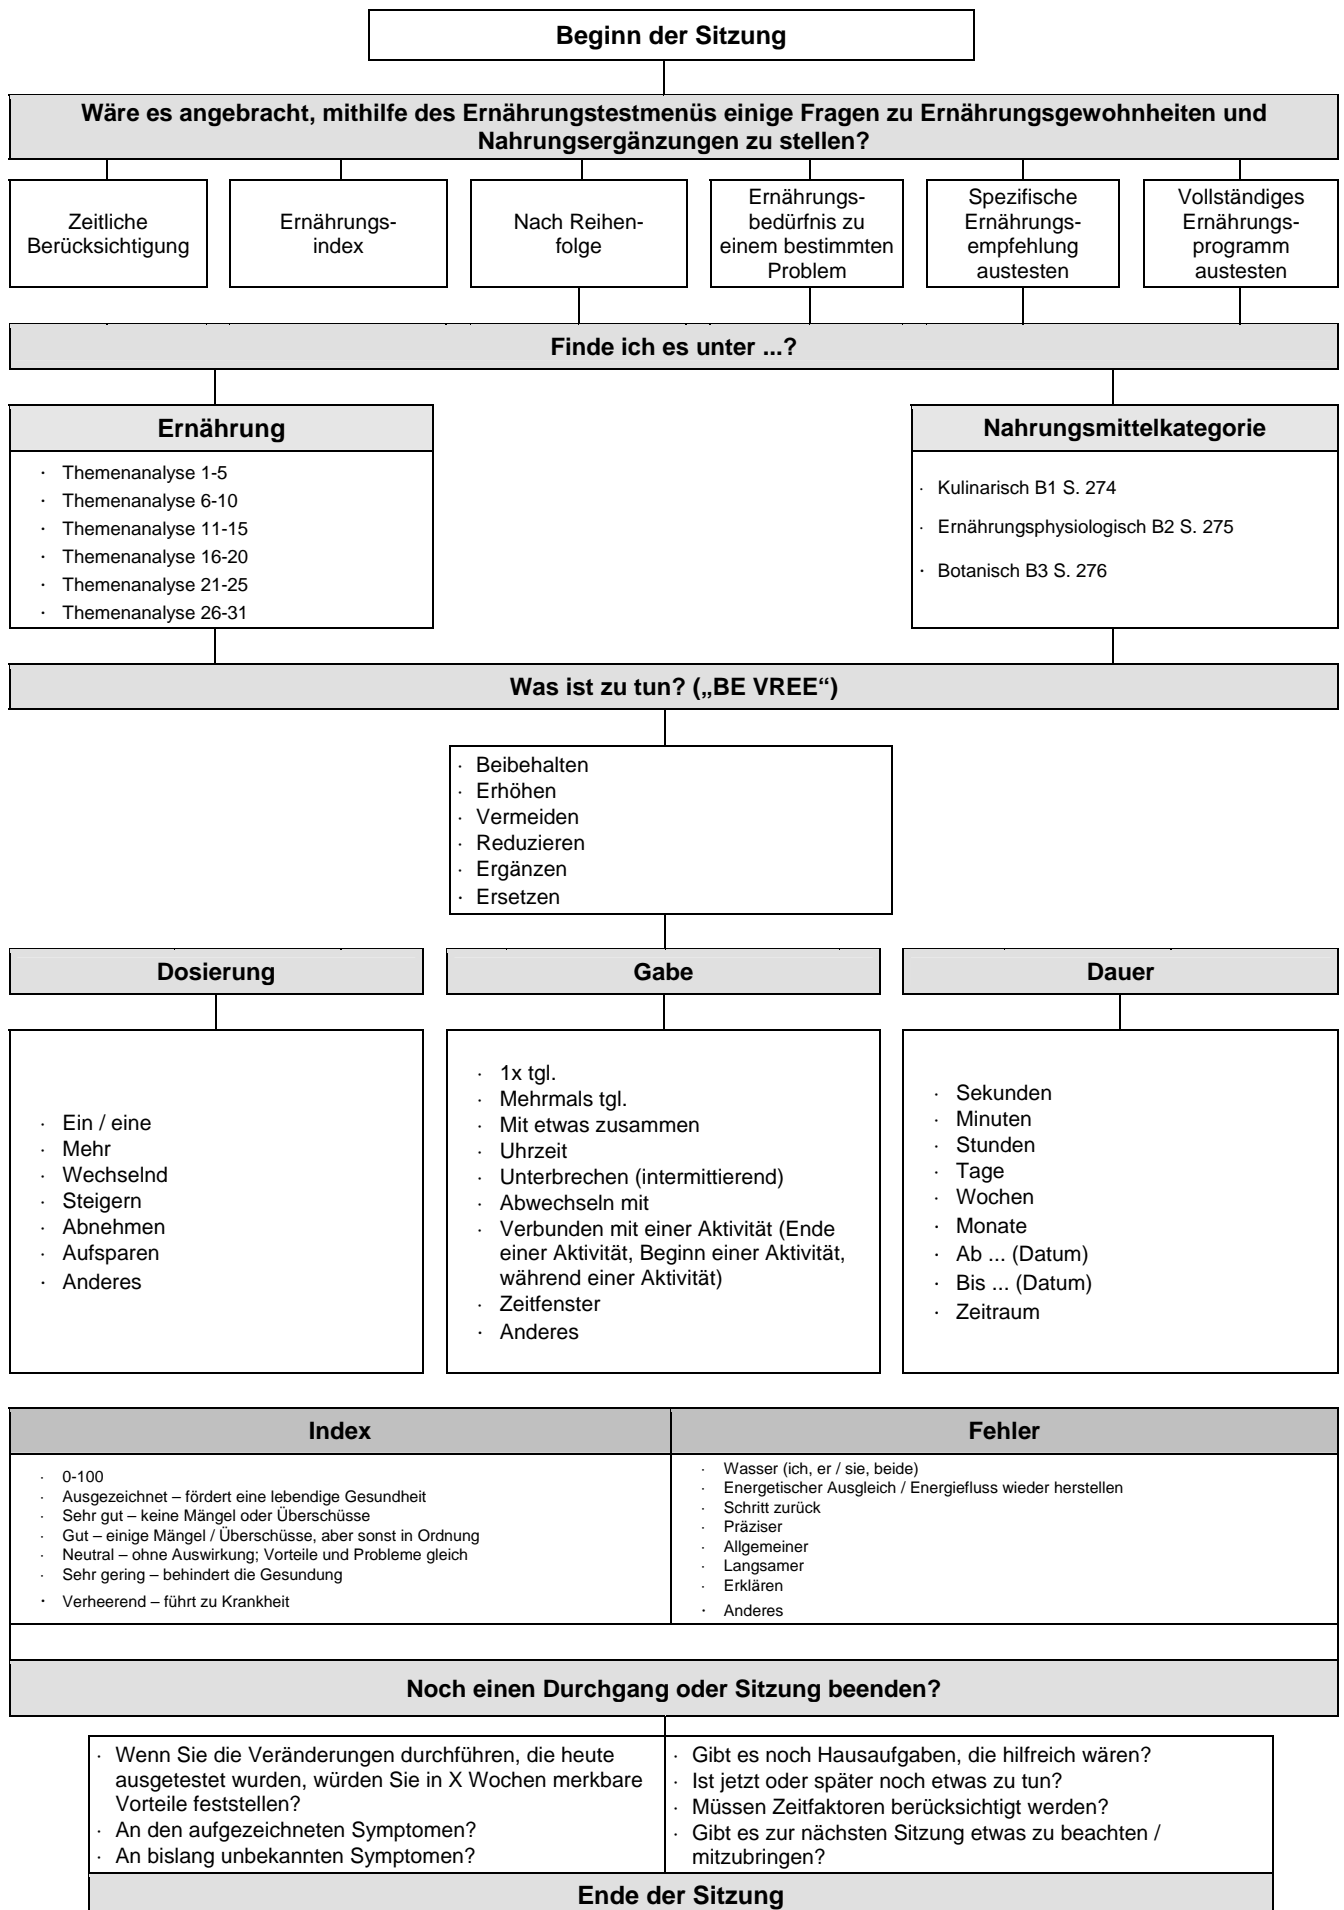 Beginn der Sitzung
Wäre es angebracht, mithilfe des Ernährungstestmenüs einige Fragen zu Ernährungsgewohnheiten und
Nahrungsergänzungen zu stellen?
Zeitliche
Berücksichtigung
Ernährungs-
index
Nach Reihen-
folge
Ernährungs-
bedürfnis zu
einem bestimmten
Problem
Spezifische
Ernährungs-
empfehlung
austesten
Vollständiges
Ernährungs-
programm
austesten
Finde ich es unter ...?
Ernährung
· Themenanalyse 1-5
· Themenanalyse 6-10
· Themenanalyse 11-15
· Themenanalyse 16-20
· Themenanalyse 21-25
· Themenanalyse 26-31
Nahrungsmittelkategorie
· Kulinarisch B1 S. 274
· Ernährungsphysiologisch B2 S. 275
· Botanisch B3 S. 276
Was ist zu tun? („BE VREE“)
· Beibehalten
· Erhöhen
· Vermeiden
· Reduzieren
· Ergänzen
· Ersetzen
Dosierung
· Ein / eine
· Mehr
· Wechselnd
· Steigern
· Abnehmen
· Aufsparen
· Anderes
Gabe
· 1x tgl.
· Mehrmals tgl.
· Mit etwas zusammen
· Uhrzeit
· Unterbrechen (intermittierend)
· Abwechseln mit
· Verbunden mit einer Aktivität (Ende
einer Aktivität, Beginn einer Aktivität,
während einer Aktivität)
· Zeitfenster
· Anderes
Dauer
· Sekunden
· Minuten
· Stunden
· Tage
· Wochen
· Monate
· Ab ... (Datum)
· Bis ... (Datum)
· Zeitraum
Index
· 0-100
· Ausgezeichnet – fördert eine lebendige Gesundheit
· Sehr gut – keine Mängel oder Überschüsse
· Gut – einige Mängel / Überschüsse, aber sonst in Ordnung
· Neutral – ohne Auswirkung; Vorteile und Probleme gleich
· Sehr gering – behindert die Gesundung
· Verheerend – führt zu Krankheit
Fehler
· Wasser (ich, er / sie, beide)
· Energetischer Ausgleich / Energiefluss wieder herstellen
· Schritt zurück
· Präziser
· Allgemeiner
· Langsamer
· Erklären
· Anderes
Noch einen Durchgang oder Sitzung beenden?
· Wenn Sie die Veränderungen durchführen, die heute
ausgetestet wurden, würden Sie in X Wochen merkbare
Vorteile feststellen?
· An den aufgezeichneten Symptomen?
· An bislang unbekannten Symptomen?
· Gibt es noch Hausaufgaben, die hilfreich wären?
· Ist jetzt oder später noch etwas zu tun?
· Müssen Zeitfaktoren berücksichtigt werden?
· Gibt es zur nächsten Sitzung etwas zu beachten /
mitzubringen?
Ende der Sitzung